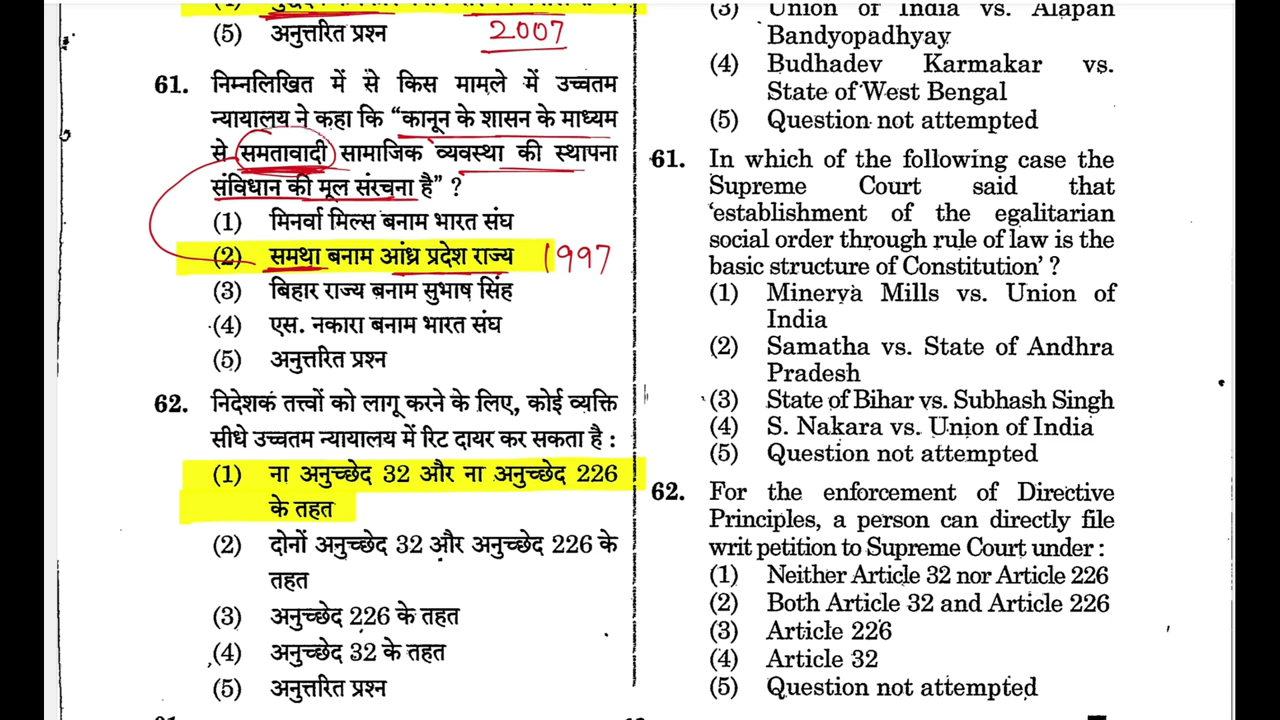 (5) अनुत्तरित प्रश्न 2007
61. निम्नलिखित में से किस मामले में उच्चतम
न्यायालय ने कहा कि “कानून के शासन के माध्यम
से समतावादी सामाजिक व्यवस्था की स्थापना
संविधान की मूल संरचना है” ?
(1) मिनर्वा मिल्स बनाम भारत संघ
(2) समथा बनाम आंध्र प्रदेश राज्य 1997
(3) बिहार राज्य बनाम सुभाष सिंह
(4) एस. नकारा बनाम भारत संघ
(5) अनुत्तरित प्रश्न
62. निदेशक तत्त्वों को लागू करने के लिए, कोई व्यक्ति
सीधे उच्चतम न्यायालय में रिट दायर कर सकता है :
(1) ना अनुच्छेद 32 और ना अनुच्छेद 226
के तहत
(2) दोनों अनुच्छेद 32 और अनुच्छेद 226 के
तहत
(3) अनुच्छेद 226 के तहत
(4) अनुच्छेद 32 के तहत
(5) अनुत्तरित प्रश्न
(3) Union of India vs. Alapan
Bandyopadhyay
(4) Budhadev Karmakar vs.
State of West Bengal
(5) Question not attempted
61. In which of the following case the
Supreme Court said that
‘establishment of the egalitarian
social order through rule of law is the
basic structure of Constitution’ ?
(1) Minerva Mills vs. Union of
India
(2) Samatha vs. State of Andhra
Pradesh
(3) State of Bihar vs. Subhash Singh
(4) S. Nakara vs. Union of India
(5) Question not attempted
62. For the enforcement of Directive
Principles, a person can directly file
writ petition to Supreme Court under :
(1) Neither Article 32 nor Article 226
(2) Both Article 32 and Article 226
(3) Article 226
(4) Article 32
(5) Question not attempted